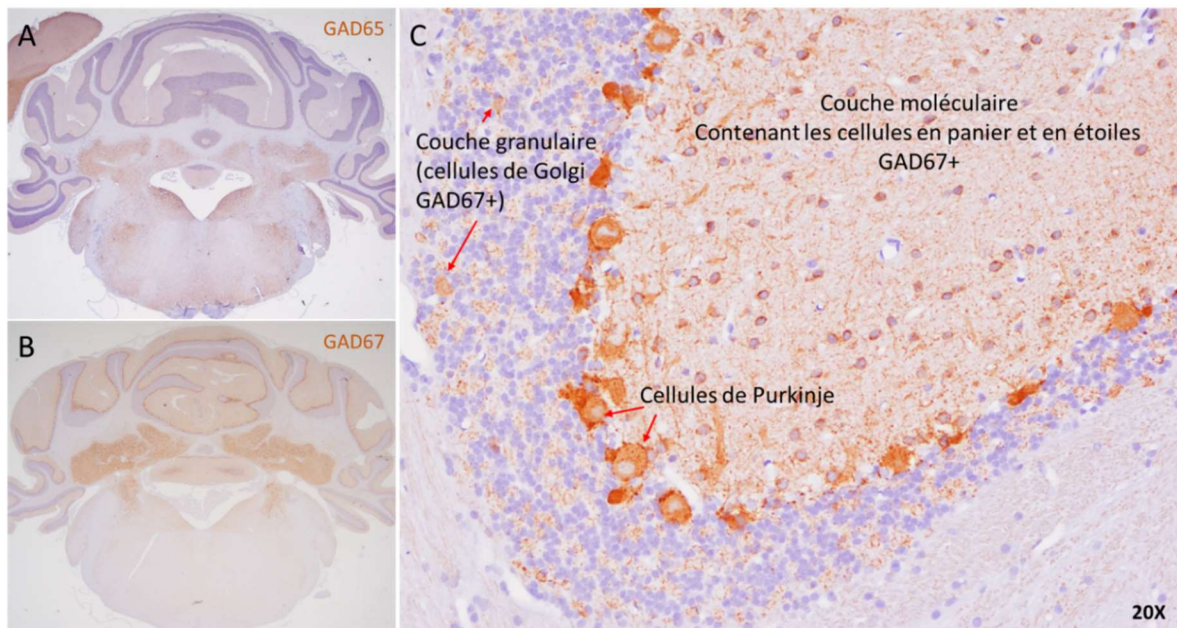 A
GAD65
B
GAD67
C
Couche granulaire
(cellules de Golgi
GAD67+)
Couche moléculaire
Contenant les cellules en panier et en étoiles
GAD67+
Cellules de Purkinje
20X